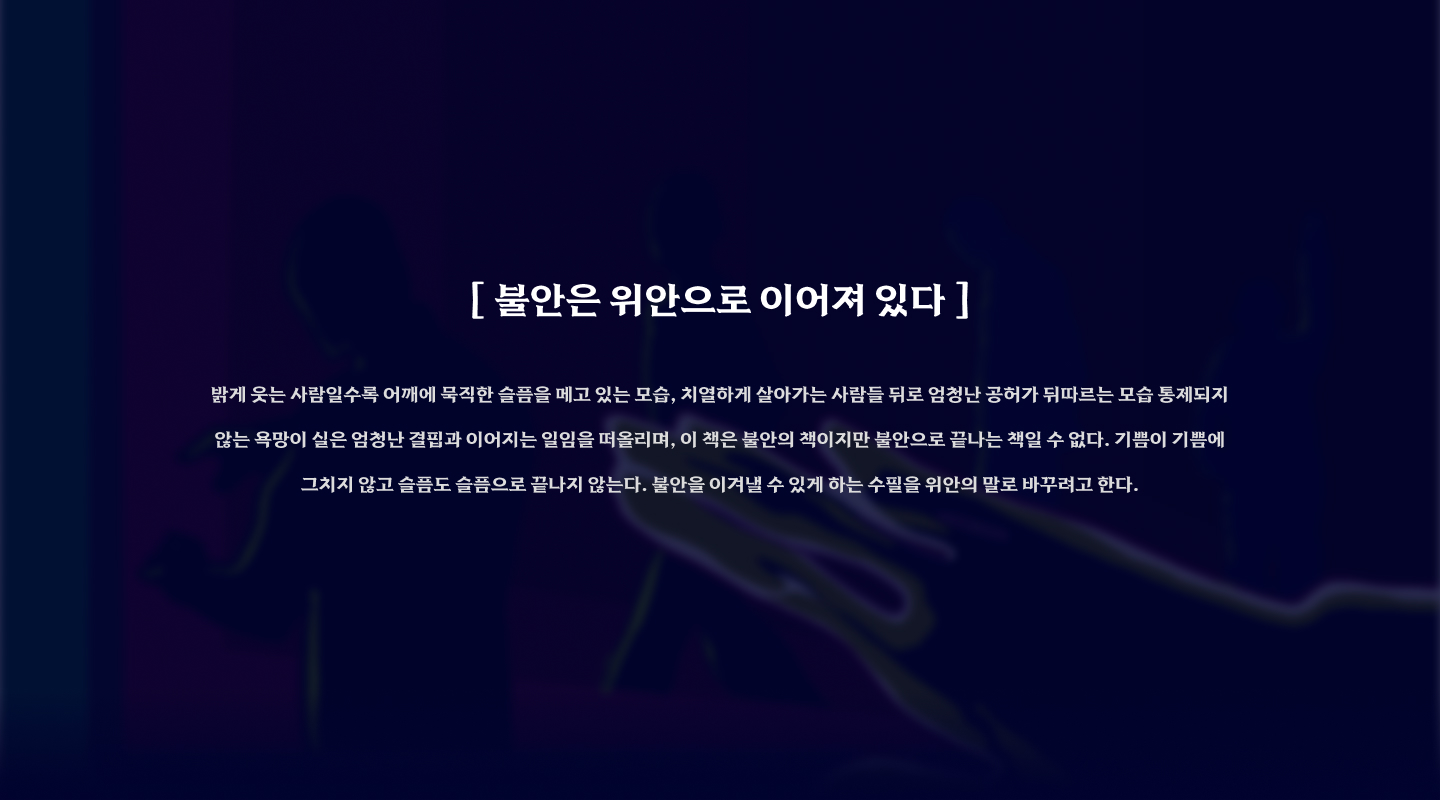 [ 불안은 위안으로 이어져 있다 ]
밝게 웃는 사람일수록 어깨에 묵직한 슬픔을 메고 있는 모습, 치열하게 살아가는 사람들 뒤로 엄청난 공허가 뒤따르는 모습 통제되지
않는 욕망이 실은 엄청난 결핍과 이어지는 일임을 떠올리며, 이 책은 불안의 책이지만 불안으로 끝나는 책일 수 없다. 기쁨이 기쁨에
그치지 않고 슬픔도 슬픔으로 끝나지 않는다. 불안을 이겨낼 수 있게 하는 수필을 위안의 말로 바꾸려고 한다.